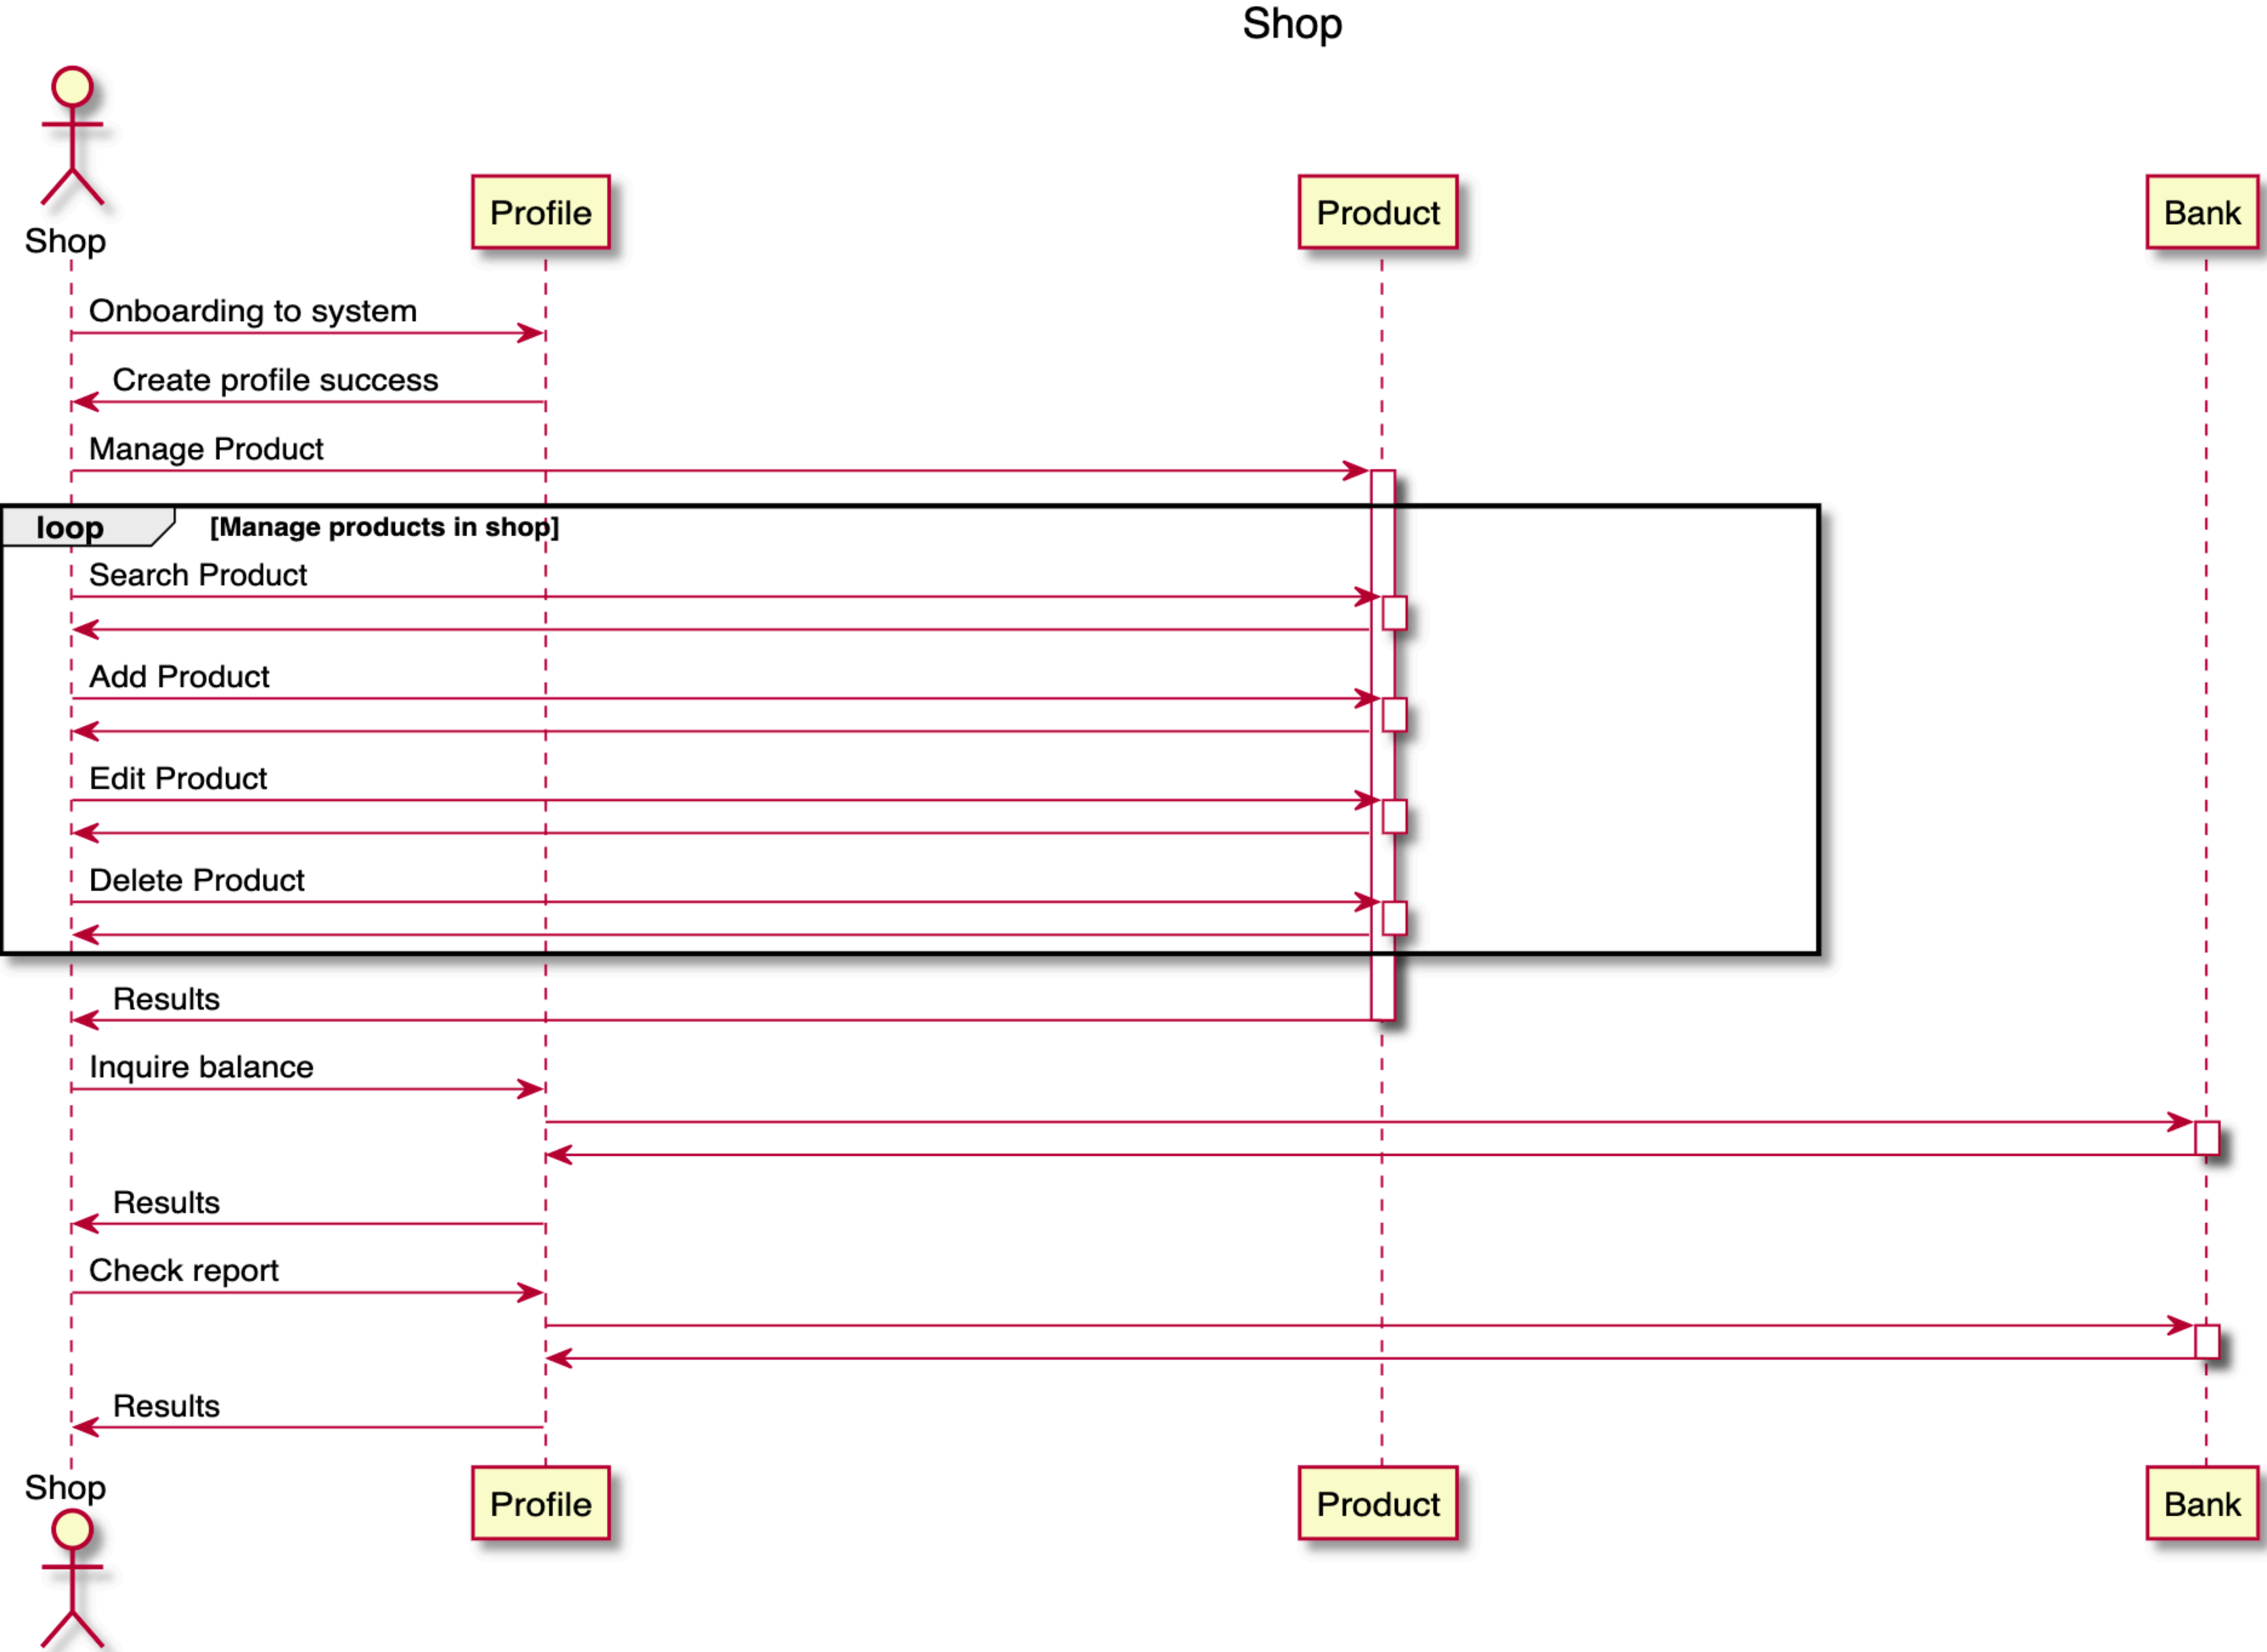 Shop
Shop
Profile
Product
Bank
Onboarding to system
Create profile success
Manage Product
loop [Manage products in shop]
Search Product
Add Product
Edit Product
Delete Product
Results
Inquire balance
Results
Check report
Results
Shop
Profile
Product
Bank